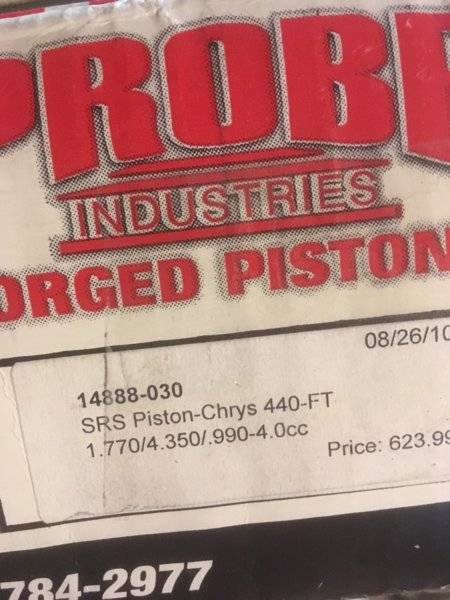 PROBE
INDUSTRIES
ORGED PISTON
08/26/10
14888-030
SRS Piston-Chrys 440-FT
1.770/4.350/.990-4.0cc
Price: 623.99
784-2977